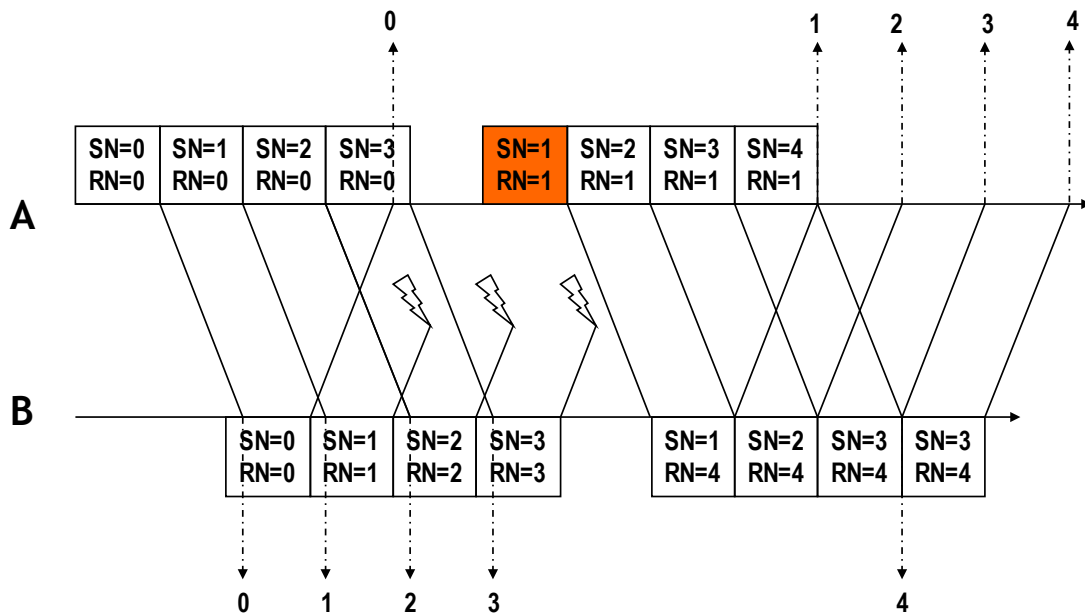 0
1
2
3
4
SN=0
RN=0
SN=1
RN=0
SN=2
RN=0
SN=3
RN=0
SN=1
RN=1
SN=2
RN=1
SN=3
RN=1
SN=4
RN=1
A
B
SN=0
RN=0
SN=1
RN=1
SN=2
RN=2
SN=3
RN=3
SN=1
RN=4
SN=2
RN=4
SN=3
RN=4
SN=3
RN=4
0
1
2
3
4